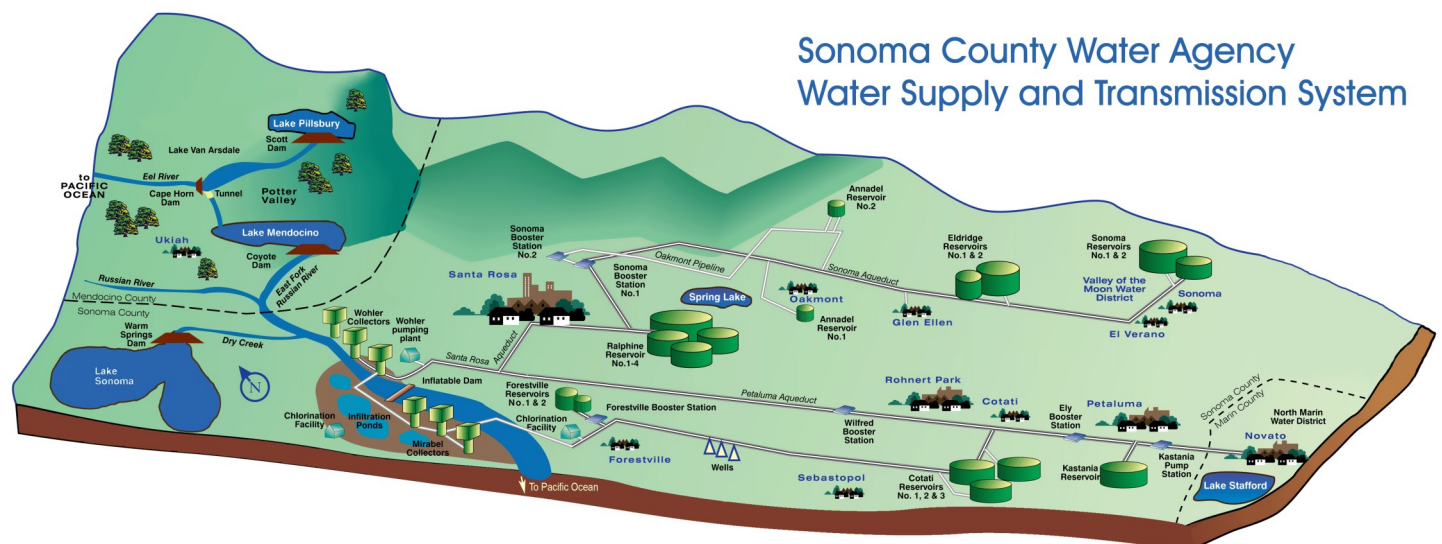 Sonoma County Water Agency
Water Supply and Transmission System
Lake Pillsbury
Scott
Dam
Lake Van Arsdale
to
PACIFIC
OCEAN
Eel River
Cape Horn
Dam
Tunnel
Potter
Valley
Ukiah
Lake Mendocino
Coyote
Dam
East Fork
Russian River
Russian River
Mendocino County
Sonoma County
Warm
Springs
Dam
Dry Creek
Lake
Sonoma
N
Wohler
Collectors
Wohler
pumping
plant
Inflatable Dam
Chlorination
Facility
Infiltration
Ponds
Mirabel
Collectors
Chlorination
Facility
To Pacific Ocean
Santa Rosa
Aqueduct
Santa Rosa
Sonoma
Booster
Station
No.2
Sonoma
Booster
Station
No.1
Oakmont Pipeline
Spring Lake
Ralphine
Reservoir
No.1-4
Annadel
Reservoir
No.2
Sonoma Aqueduct
Oakmont
Annadel
Reservoir
No.1
Glen Ellen
Eldridge
Reservoirs
No.1 & 2
Sonoma
Reservoirs
No.1 & 2
Valley of the
Moon Water
District
Sonoma
El Verano
Forestville
Reservoirs
No. 1 & 2
Forestville Booster Station
Forestville
Wells
Sebastopol
Petaluma Aqueduct
Wilfred
Booster
Station
Rohnert Park
Cotati
Cotati
Reservoirs
No. 1, 2 & 3
Ely
Booster
Station
Petaluma
Kastania
Reservoir
Kastania
Pump
Station
Sonoma County
Marin County
North Marin
Water District
Novato
Lake Stafford